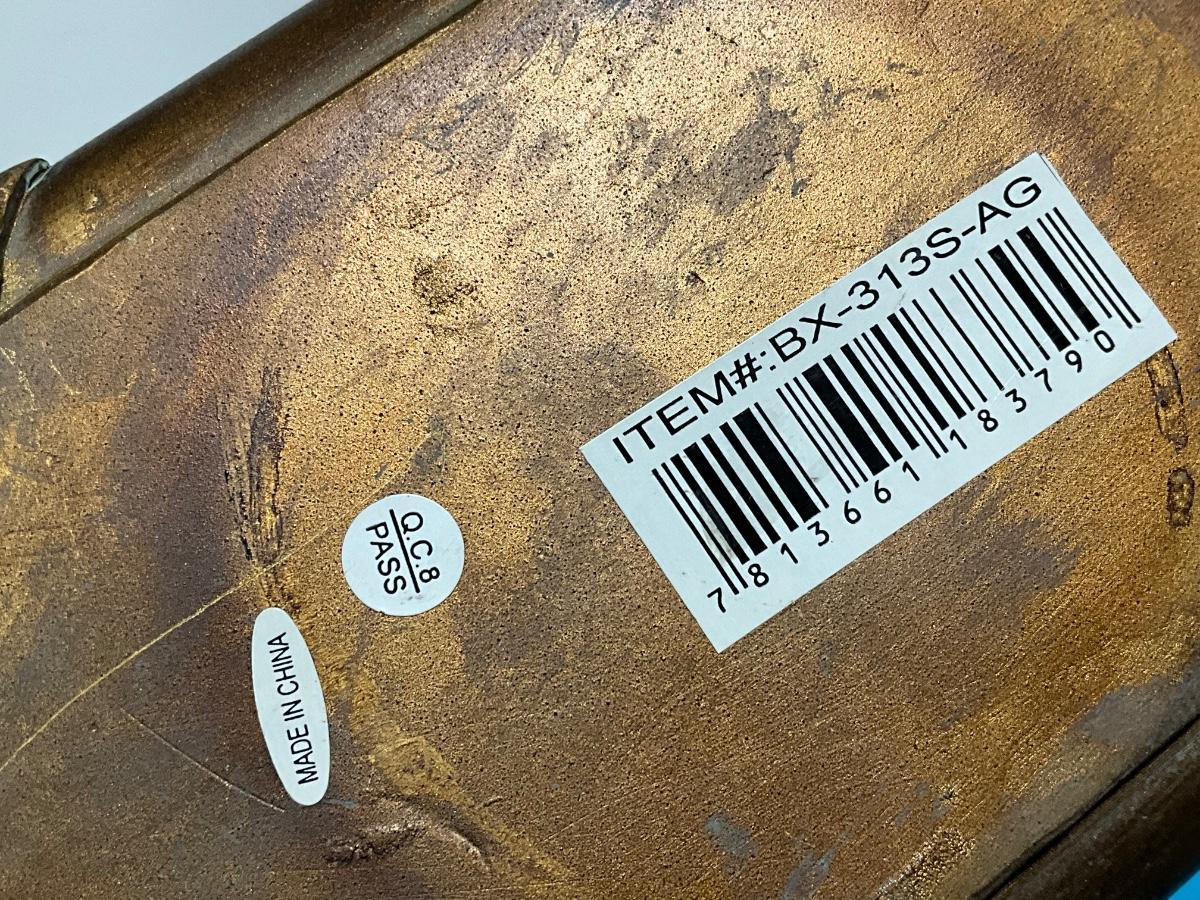 ITEM#:BX-313S-AG
7 813661 183790
Q.C.8
PASS
MADE IN CHINA